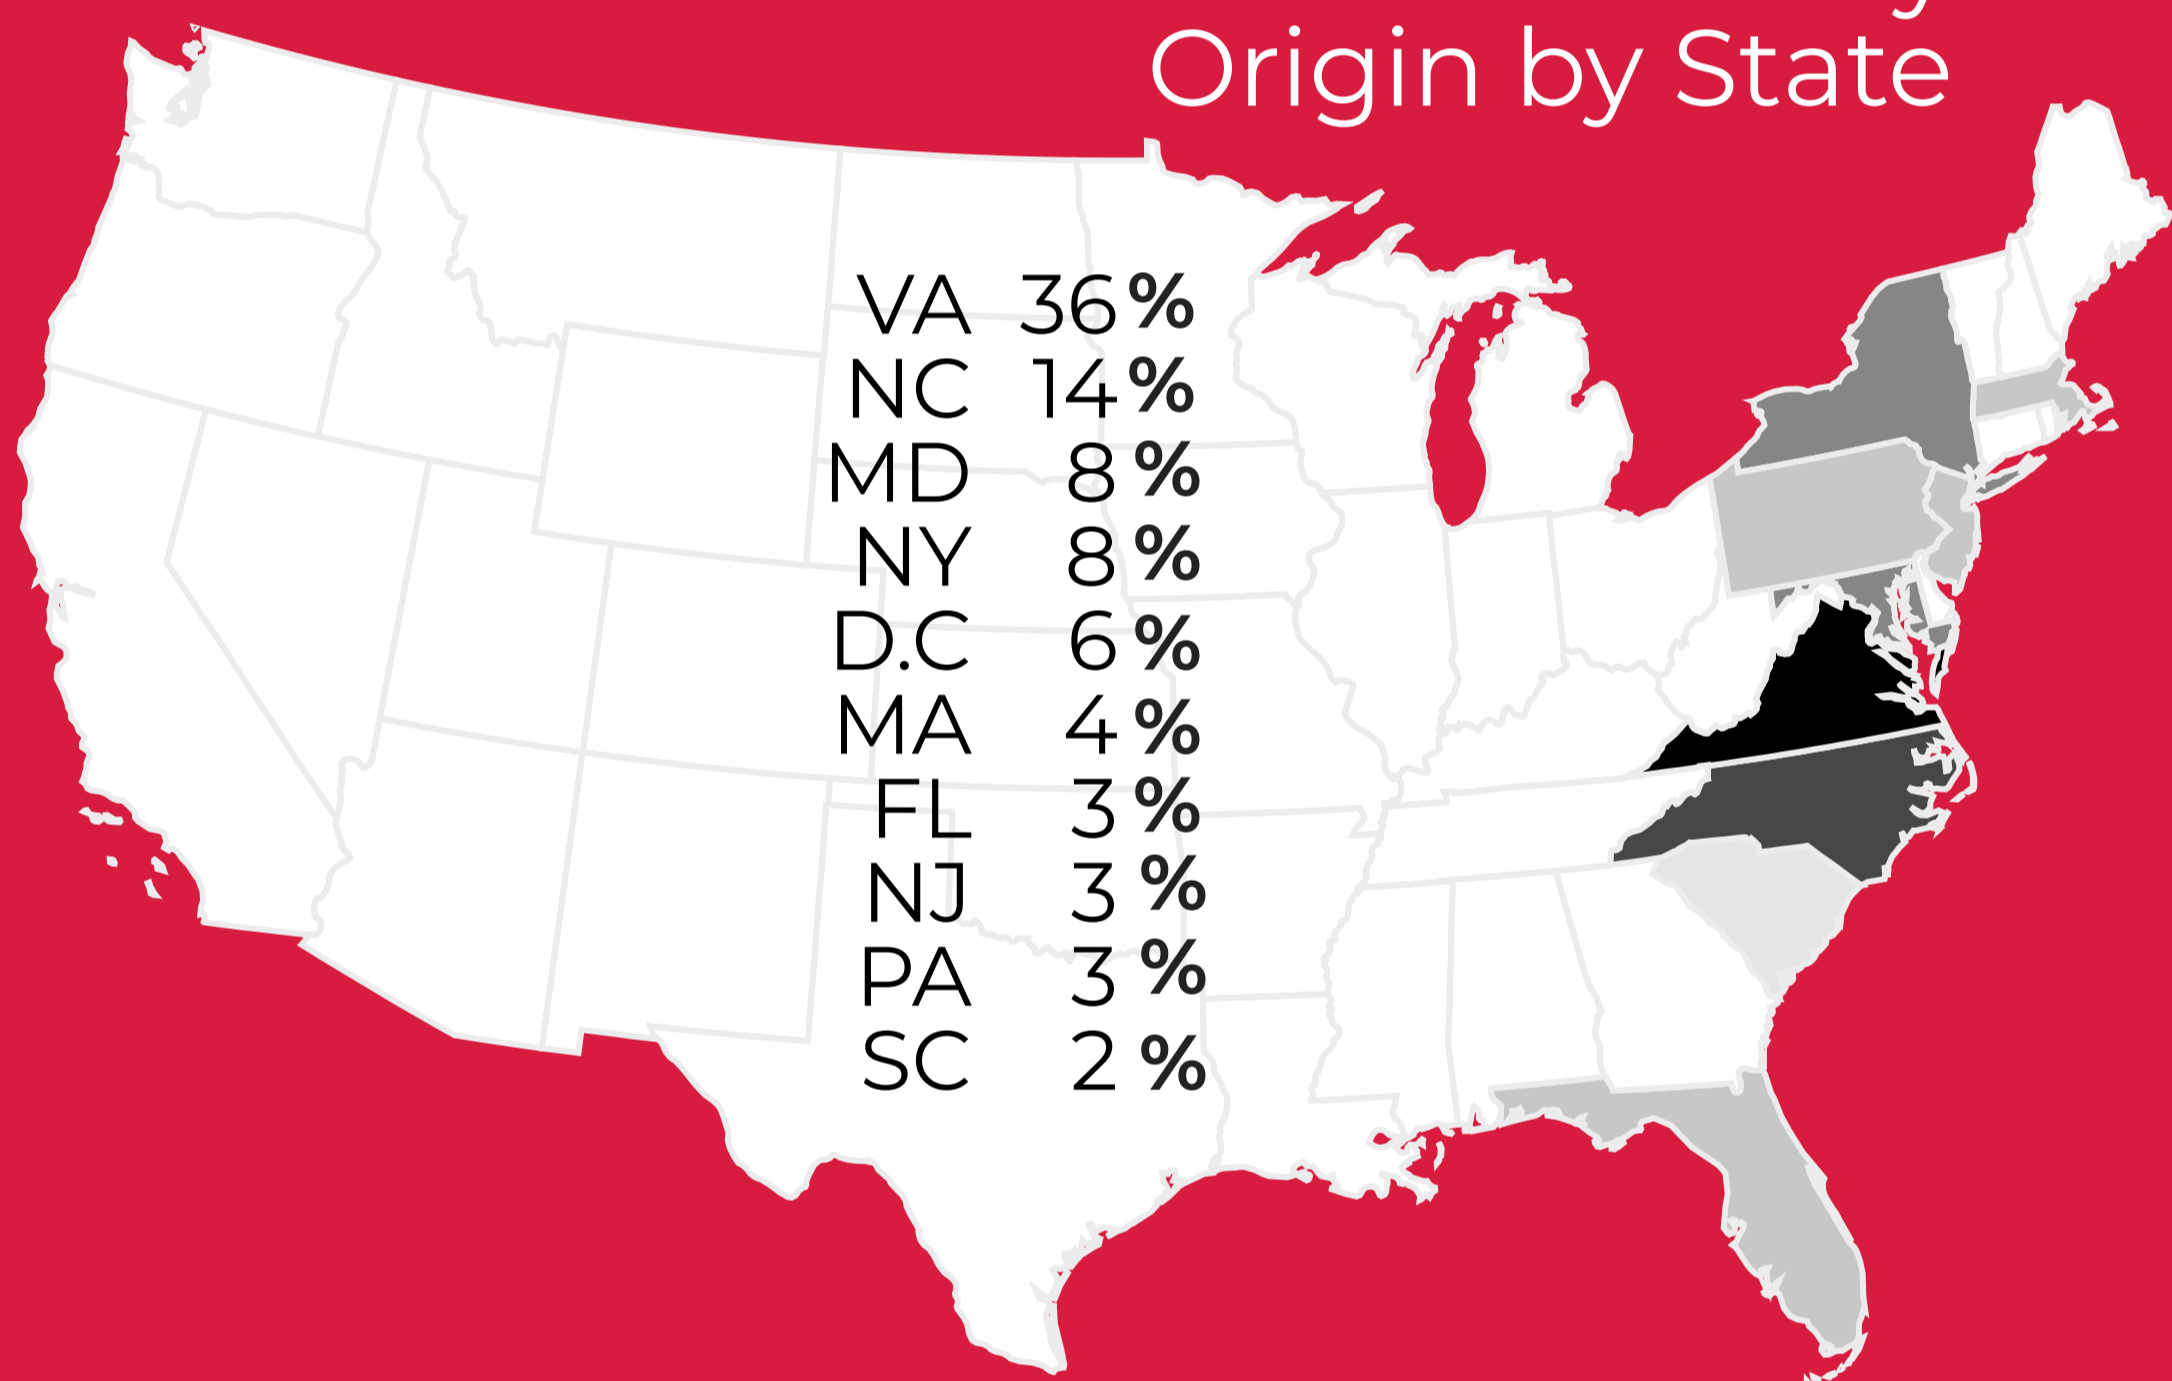 Origin by State
VA 36%
NC 14%
MD 8%
NY 8%
D.C 6%
MA 4%
FL 3%
NJ 3%
PA 3%
SC 2%